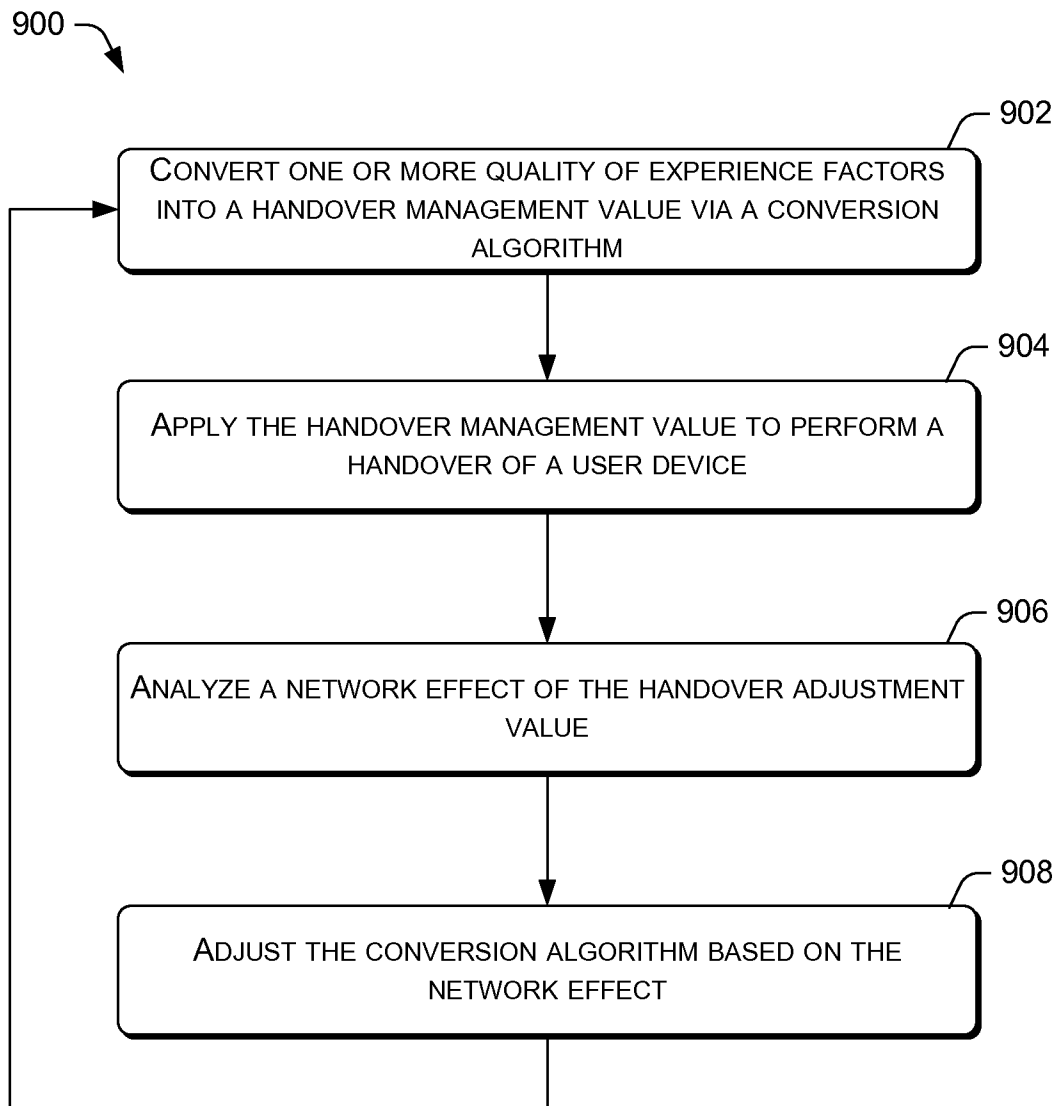 900
902
CONVERT ONE OR MORE QUALITY OF EXPERIENCE FACTORS
INTO A HANDOVER MANAGEMENT VALUE VIA A CONVERSION
ALGORITHM
904
APPLY THE HANDOVER MANAGEMENT VALUE TO PERFORM A
HANDOVER OF A USER DEVICE
906
ANALYZE A NETWORK EFFECT OF THE HANDOVER ADJUSTMENT
VALUE
908
ADJUST THE CONVERSION ALGORITHM BASED ON THE
NETWORK EFFECT